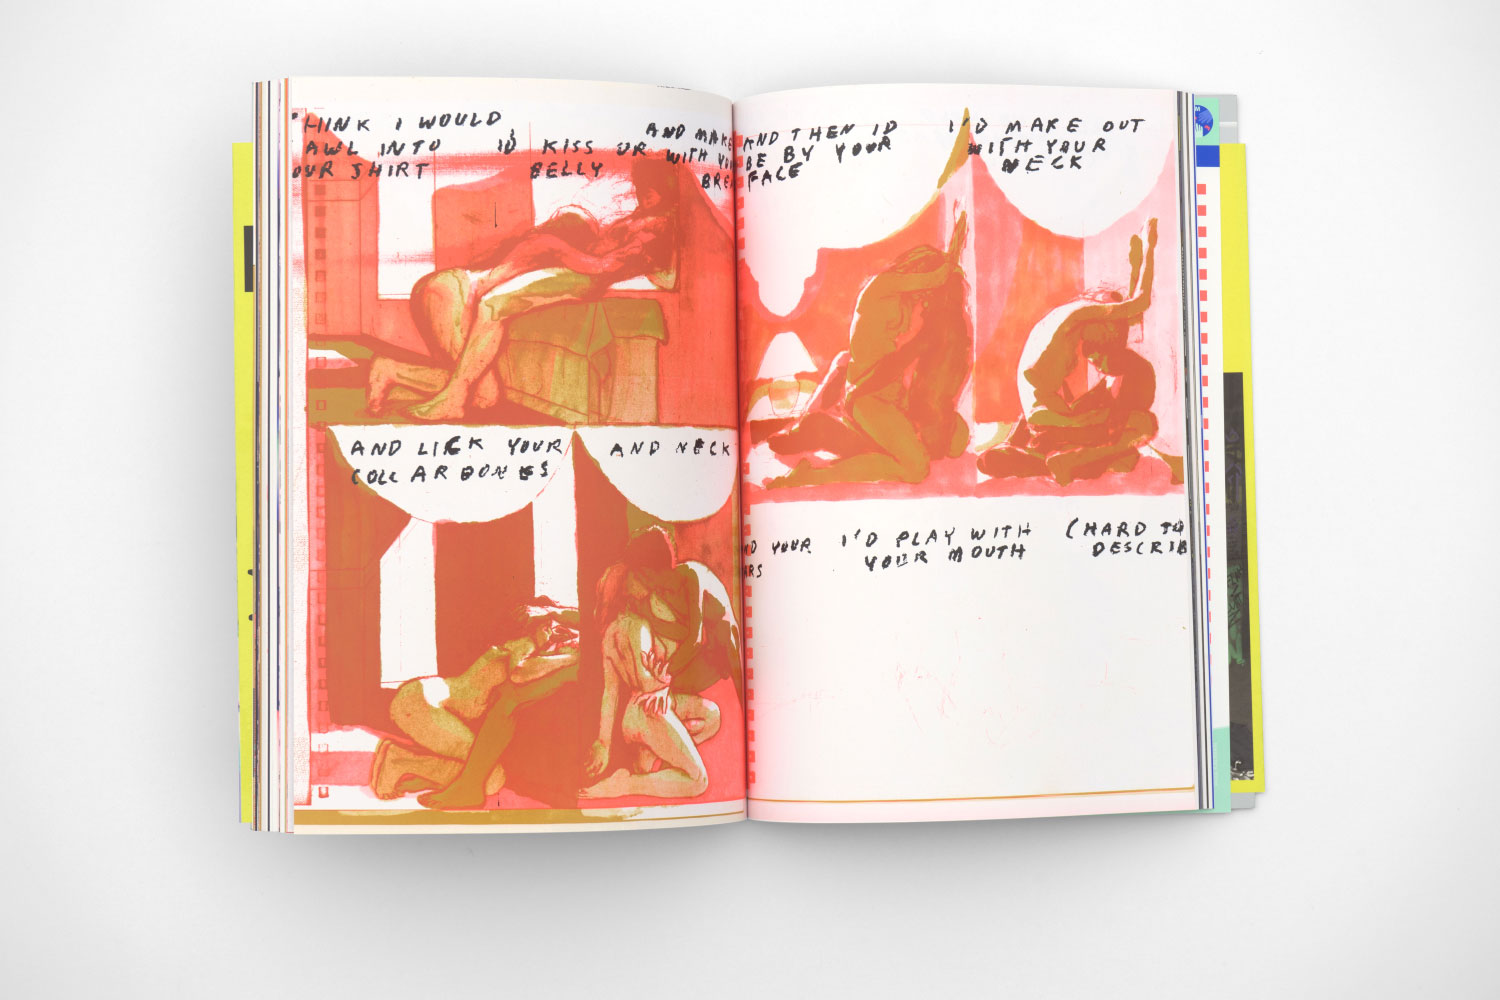 HINK I WOULD
AWL INTO
OUR SHIRT
ID KISS UR
BELLY
AND MAKE
WITH YOU
BREA
AND LICK YOUR
COLLARBONES
AND NECK
AND THEN ID
BE BY YOUR
FACE
I'D MAKE OUT
WITH YOUR
NECK
ND YOUR
ARS
I'D PLAY WITH
YOUR MOUTH
(HARD TO
DESCRIB